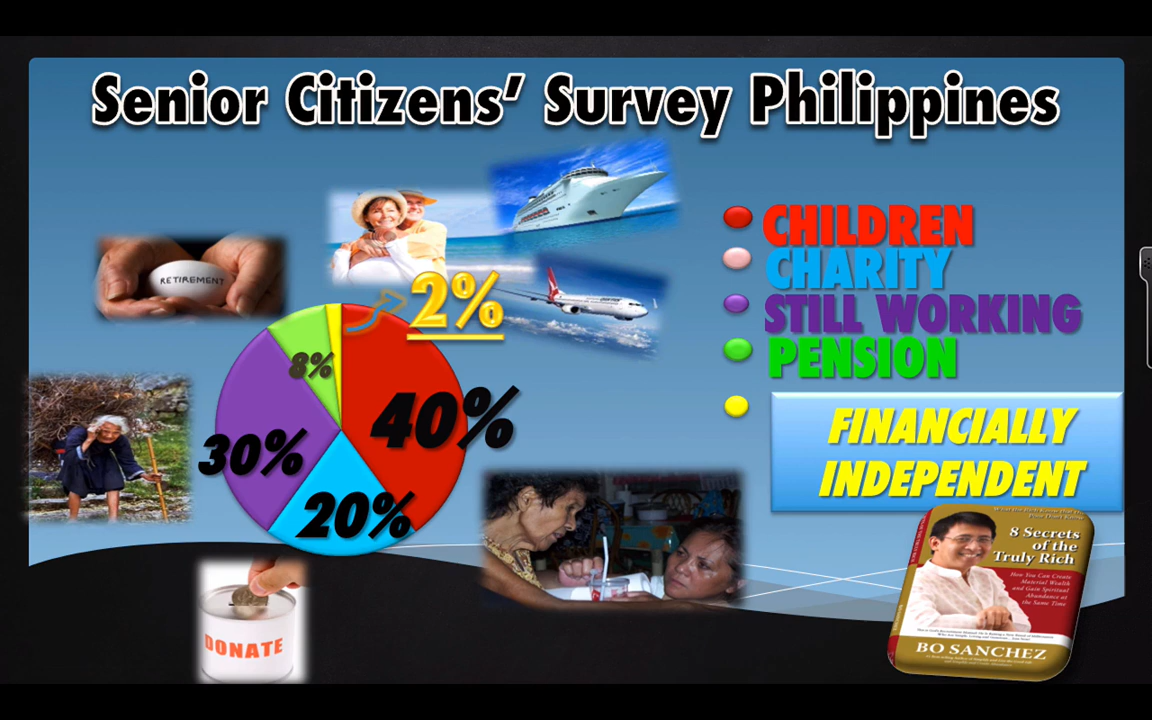 Senior Citizens' Survey Philippines
RETIREMENT
2%
8%
40%
30%
20%
CHILDREN
CHARITY
STILL WORKING
PENSION
FINANCIALLY
INDEPENDENT
DONATE
8 Secrets
of the
Truly Rich
How You Can Create
Material Wealth
and Gain Spiritual
Abundance at
the Same Time
BO SANCHEZ